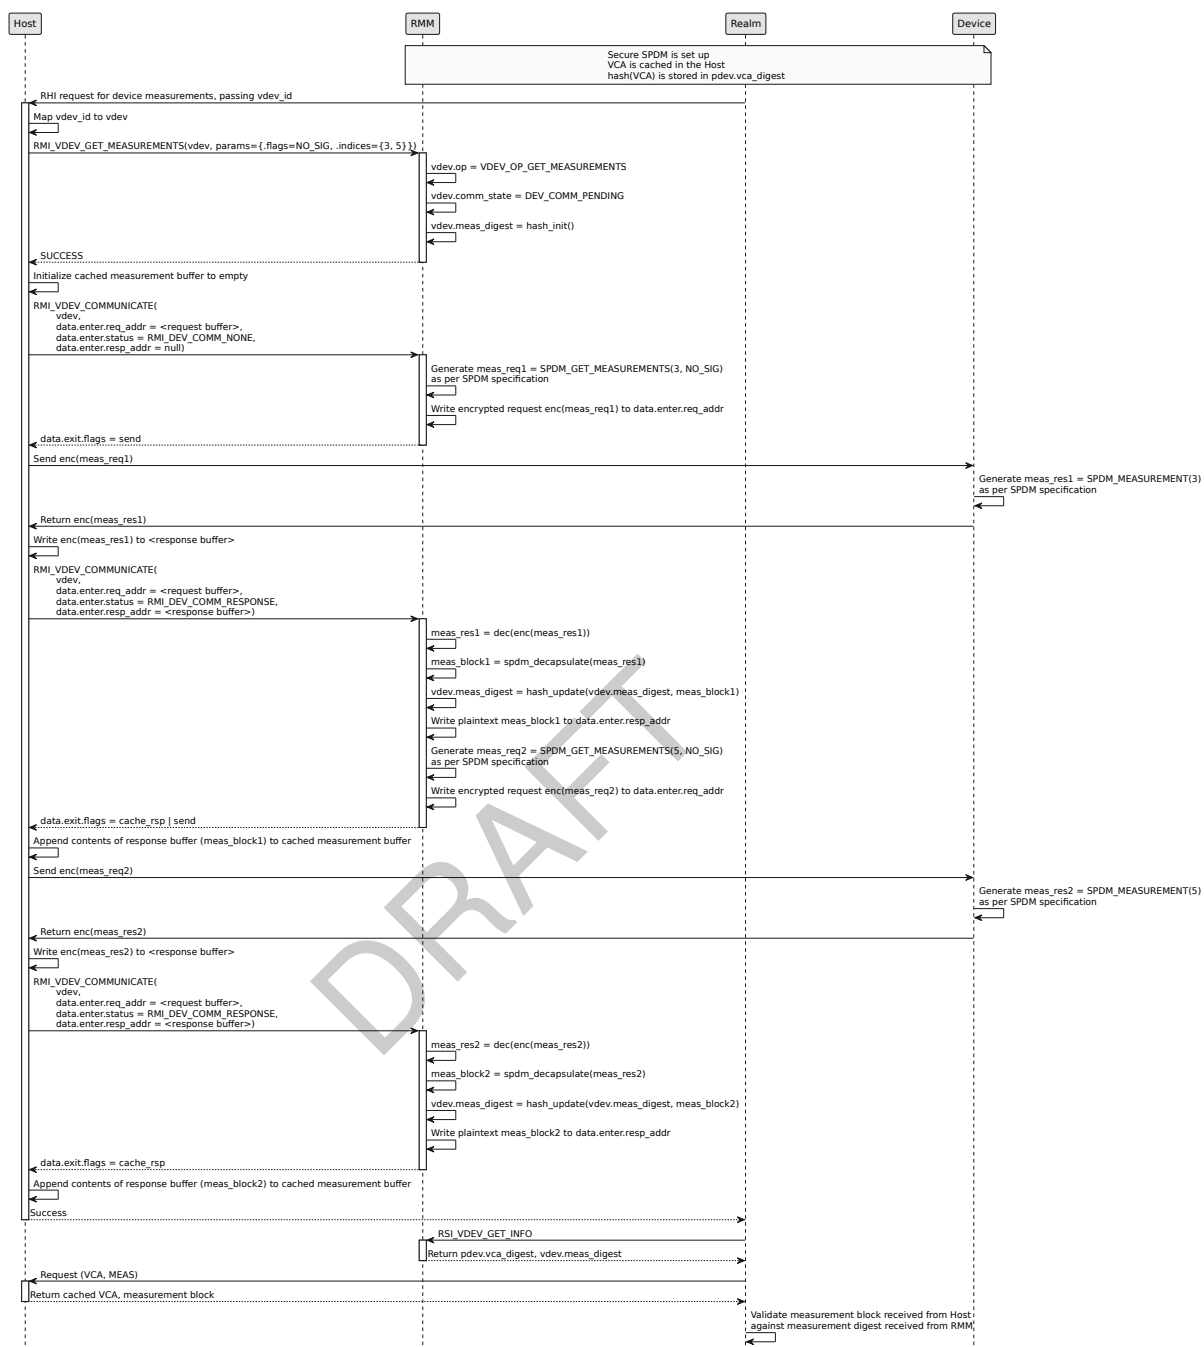 Host
RMM
Realm
Device
Secure SPDM is set up
VCA is cached in the Host
hash(VCA) is stored in pdev.vca_digest
RHI request for device measurements, passing vdev_id
Map vdev_id to vdev
RMI_VDEV_GET_MEASUREMENTS(vdev, params={.flags=NO_SIG, .indices={3, 5}})
vdev.op = VDEV_OP_GET_MEASUREMENTS
vdev.comm_state = DEV_COMM_PENDING
vdev.meas_digest = hash_init()
SUCCESS
Initialize cached measurement buffer to empty
RMI_VDEV_COMMUNICATE(
vdev,
data.enter.req_addr = <request buffer>,
data.enter.status = RMI_DEV_COMM_NONE,
data.enter.resp_addr = null)
Generate meas_req1 = SPDM_GET_MEASUREMENTS(3, NO_SIG)
as per SPDM specification
Write encrypted request enc(meas_req1) to data.enter.req_addr
data.exit.flags = send
Send enc(meas_req1)
Generate meas_res1 = SPDM_MEASUREMENT(3)
as per SPDM specification
Return enc(meas_res1)
Write enc(meas_res1) to <response buffer>
RMI_VDEV_COMMUNICATE(
vdev,
data.enter.req_addr = <request buffer>,
data.enter.status = RMI_DEV_COMM_RESPONSE,
data.enter.resp_addr = <response buffer>)
meas_res1 = dec(enc(meas_res1))
meas_block1 = spdm_decapsulate(meas_res1)
vdev.meas_digest = hash_update(vdev.meas_digest, meas_block1)
Write plaintext meas_block1 to data.enter.resp_addr
Generate meas_req2 = SPDM_GET_MEASUREMENTS(5, NO_SIG)
as per SPDM specification
Write encrypted request enc(meas_req2) to data.enter.req_addr
data.exit.flags = cache_rsp | send
Append contents of response buffer (meas_block1) to cached measurement buffer
Send enc(meas_req2)
Generate meas_res2 = SPDM_MEASUREMENT(5)
as per SPDM specification
Return enc(meas_res2)
Write enc(meas_res2) to <response buffer>
RMI_VDEV_COMMUNICATE(
vdev,
data.enter.req_addr = <request buffer>,
data.enter.status = RMI_DEV_COMM_RESPONSE,
data.enter.resp_addr = <response buffer>)
meas_res2 = dec(enc(meas_res2))
meas_block2 = spdm_decapsulate(meas_res2)
vdev.meas_digest = hash_update(vdev.meas_digest, meas_block2)
Write plaintext meas_block2 to data.enter.resp_addr
data.exit.flags = cache_rsp
Append contents of response buffer (meas_block2) to cached measurement buffer
Success
RSI_VDEV_GET_INFO
Return pdev.vca_digest, vdev.meas_digest
Request (VCA, MEAS)
Return cached VCA, measurement block
Validate measurement block received from Host
against measurement digest received from RMM
DRAFT